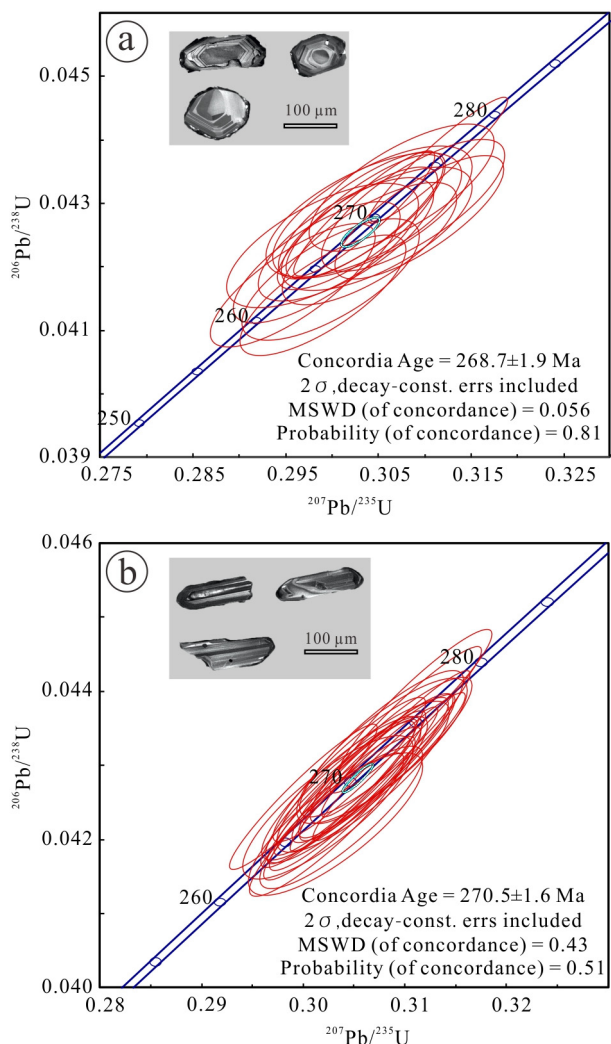 a
100 μm
0.045
0.043
0.041
0.039
²⁰⁶Pb/²³⁸U
280
270
260
250
Concordia Age = 268.7±1.9 Ma
2σ,decay-const. errs included
MSWD (of concordance) = 0.056
Probability (of concordance) = 0.81
0.275 0.285 0.295 0.305 0.315 0.325
²⁰⁷Pb/²³⁵U
b
100 μm
0.046
0.044
0.042
0.040
²⁰⁶Pb/²³⁸U
280
270
260
Concordia Age = 270.5±1.6 Ma
2σ,decay-const. errs included
MSWD (of concordance) = 0.43
Probability (of concordance) = 0.51
0.28 0.29 0.30 0.31 0.32
²⁰⁷Pb/²³⁵U